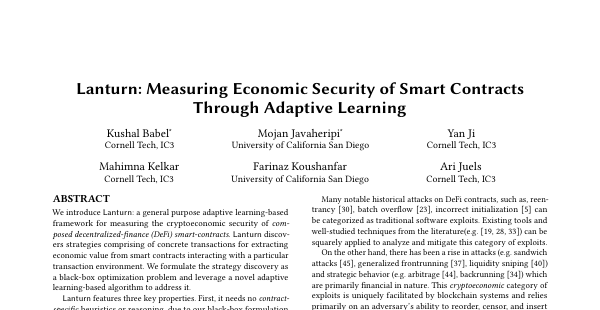 Lanturn: Measuring Economic Security of Smart Contracts
Through Adaptive Learning
Kushal Babel*
Cornell Tech, IC3
Mojan Javaheripi*
University of California San Diego
Yan Ji
Cornell Tech, IC3
Mahimna Kelkar
Cornell Tech, IC3
Farinaz Koushanfar
University of California San Diego
Ari Juels
Cornell Tech, IC3
ABSTRACT
We introduce Lanturn: a general purpose adaptive learning-based
framework for measuring the cryptoeconomic security of com-
posed decentralized-finance (DeFi) smart-contracts. Lanturn discov-
ers strategies comprising of concrete transactions for extracting
economic value from smart contracts interacting with a particular
transaction environment. We formulate the strategy discovery as
a black-box optimization problem and leverage a novel adaptive
learning-based algorithm to address it.
Lanturn features three key properties. First, it needs no contract-
specific heuristics or reasoning, due to our black-box formulation
Many notable historical attacks on DeFi contracts, such as, reen-
trancy [30], batch overflow [23], incorrect initialization [5] can
be categorized as traditional software exploits. Existing tools and
well-studied techniques from the literature(e.g. [19, 28, 33]) can be
squarely applied to analyze and mitigate this category of exploits.
On the other hand, there has been a rise in attacks (e.g. sandwich
attacks [45], generalized frontrunning [37], liquidity sniping [40])
and strategic behavior (e.g. arbitrage [44], backrunning [34]) which
are primarily financial in nature. This cryptoeconomic category of
exploits is uniquely facilitated by blockchain systems and relies
primarily on an adversary's ability to reorder, censor, and insert